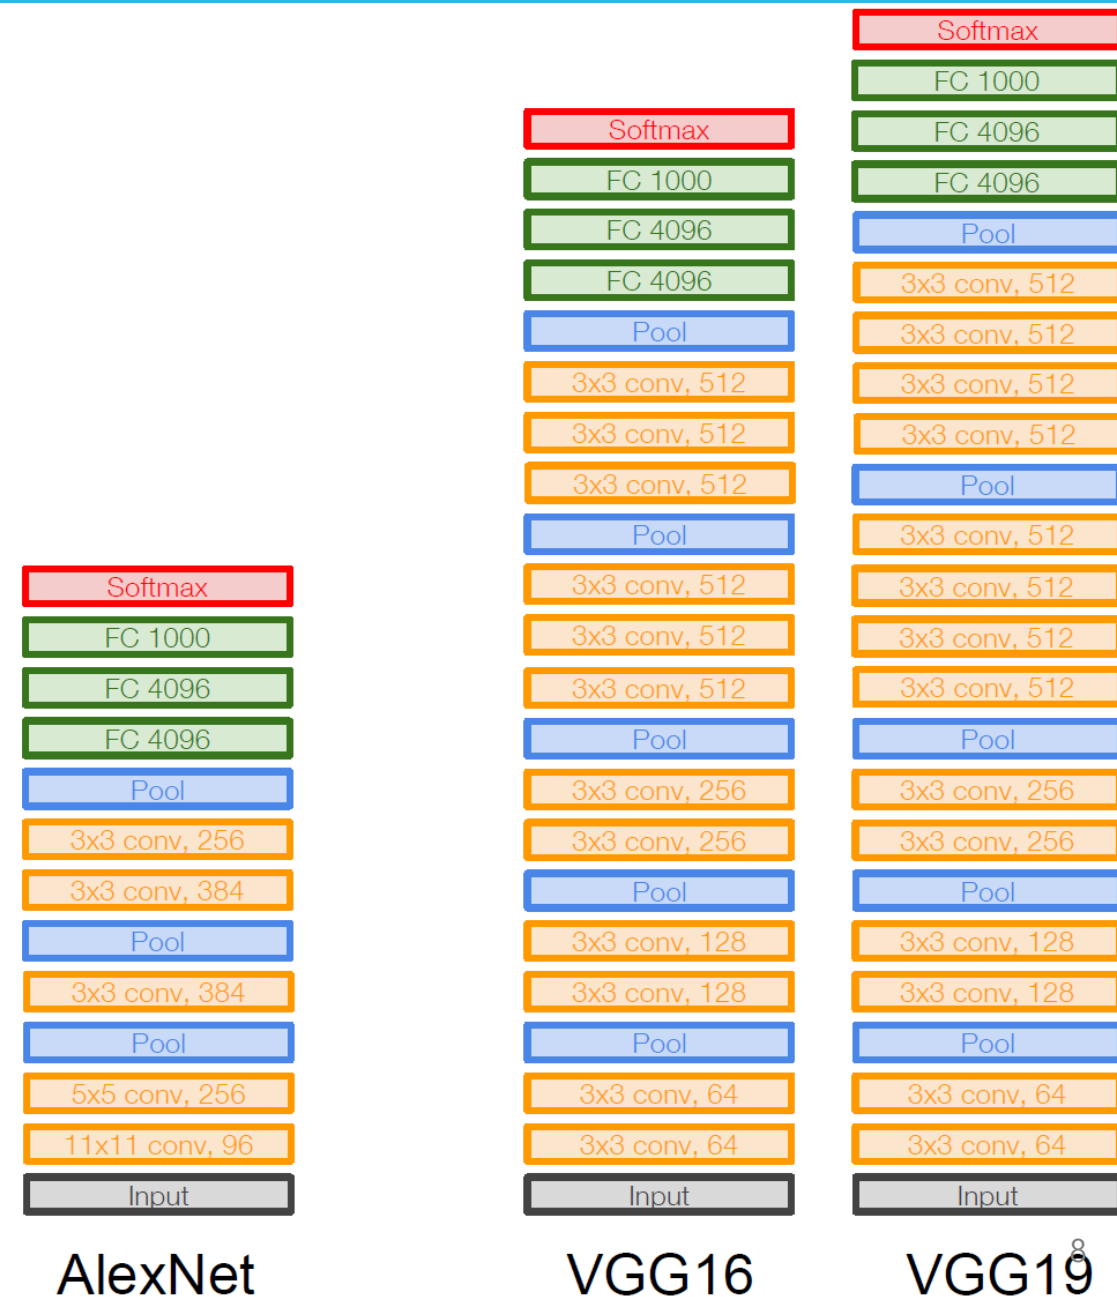 Softmax
FC 1000
FC 4096
FC 4096
Pool
3x3 conv, 256
3x3 conv, 384
Pool
3x3 conv, 384
Pool
5x5 conv, 256
11x11 conv, 96
Input
AlexNet
Softmax
FC 1000
FC 4096
FC 4096
Pool
3x3 conv, 512
3x3 conv, 512
3x3 conv, 512
Pool
3x3 conv, 512
3x3 conv, 512
3x3 conv, 512
Pool
3x3 conv, 256
3x3 conv, 256
Pool
3x3 conv, 128
3x3 conv, 128
Pool
3x3 conv, 64
3x3 conv, 64
Input
VGG16
Softmax
FC 1000
FC 4096
FC 4096
Pool
3x3 conv, 512
3x3 conv, 512
3x3 conv, 512
3x3 conv, 512
Pool
3x3 conv, 512
3x3 conv, 512
3x3 conv, 512
3x3 conv, 512
Pool
3x3 conv, 256
3x3 conv, 256
Pool
3x3 conv, 128
3x3 conv, 128
Pool
3x3 conv, 64
3x3 conv, 64
Input
VGG19
8